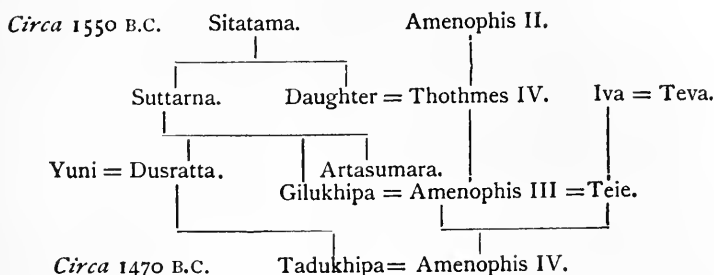 Circa 1550 B.C. Sitatama. Amenophis II.
Suttarna. Daughter = Thothmes IV. Iva = Teva.
Yuni = Dusratta. Artasumara.
Gilukhipa = Amenophis III = Teie.
Circa 1470 B.C. Tadukhipa= Amenophis IV.